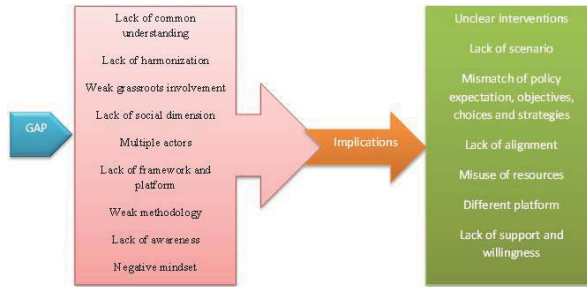 GAP
Lack of common
understanding
Lack of harmonization
Weak grassroots involvement
Lack of social dimension
Multiple actors
Lack of framework and
platform
Weak methodology
Lack of awareness
Negative mindset
Implications
Unclear interventions
Lack of scenario
Mismatch of policy
expectation, objectives,
choices and strategies
Lack of alignment
Misuse of resources
Different platform
Lack of support and
willingness